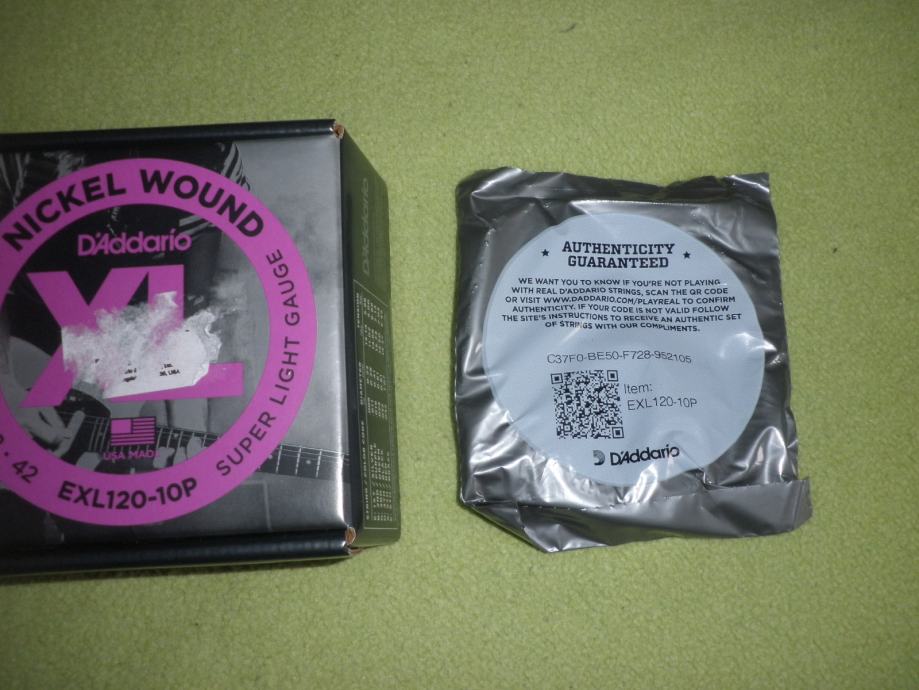 NICKEL WOUND
D'Addario
XL
USA
USA MAD
42
EXL120-10P
SUPER LIGHT GAUGE
D'Addario
AUTHENTICITY
GUARANTEED
WE WANT YOU TO KNOW IF YOU'RE NOT PLAYING
WITH REAL D'ADDARIO STRINGS, SCAN THE QR CODE
OR VISIT WWW.DADDARIO.COM/PLAYREAL TO CONFIRM
AUTHENTICITY. IF YOUR CODE IS NOT VALID FOLLOW
THE SITE'S INSTRUCTIONS TO RECEIVE AN AUTHENTIC SET
OF STRINGS WITH OUR COMPLIMENTS.
C37F0-BE50-F728-952105
Item:
EXL120-10P
D'Addario